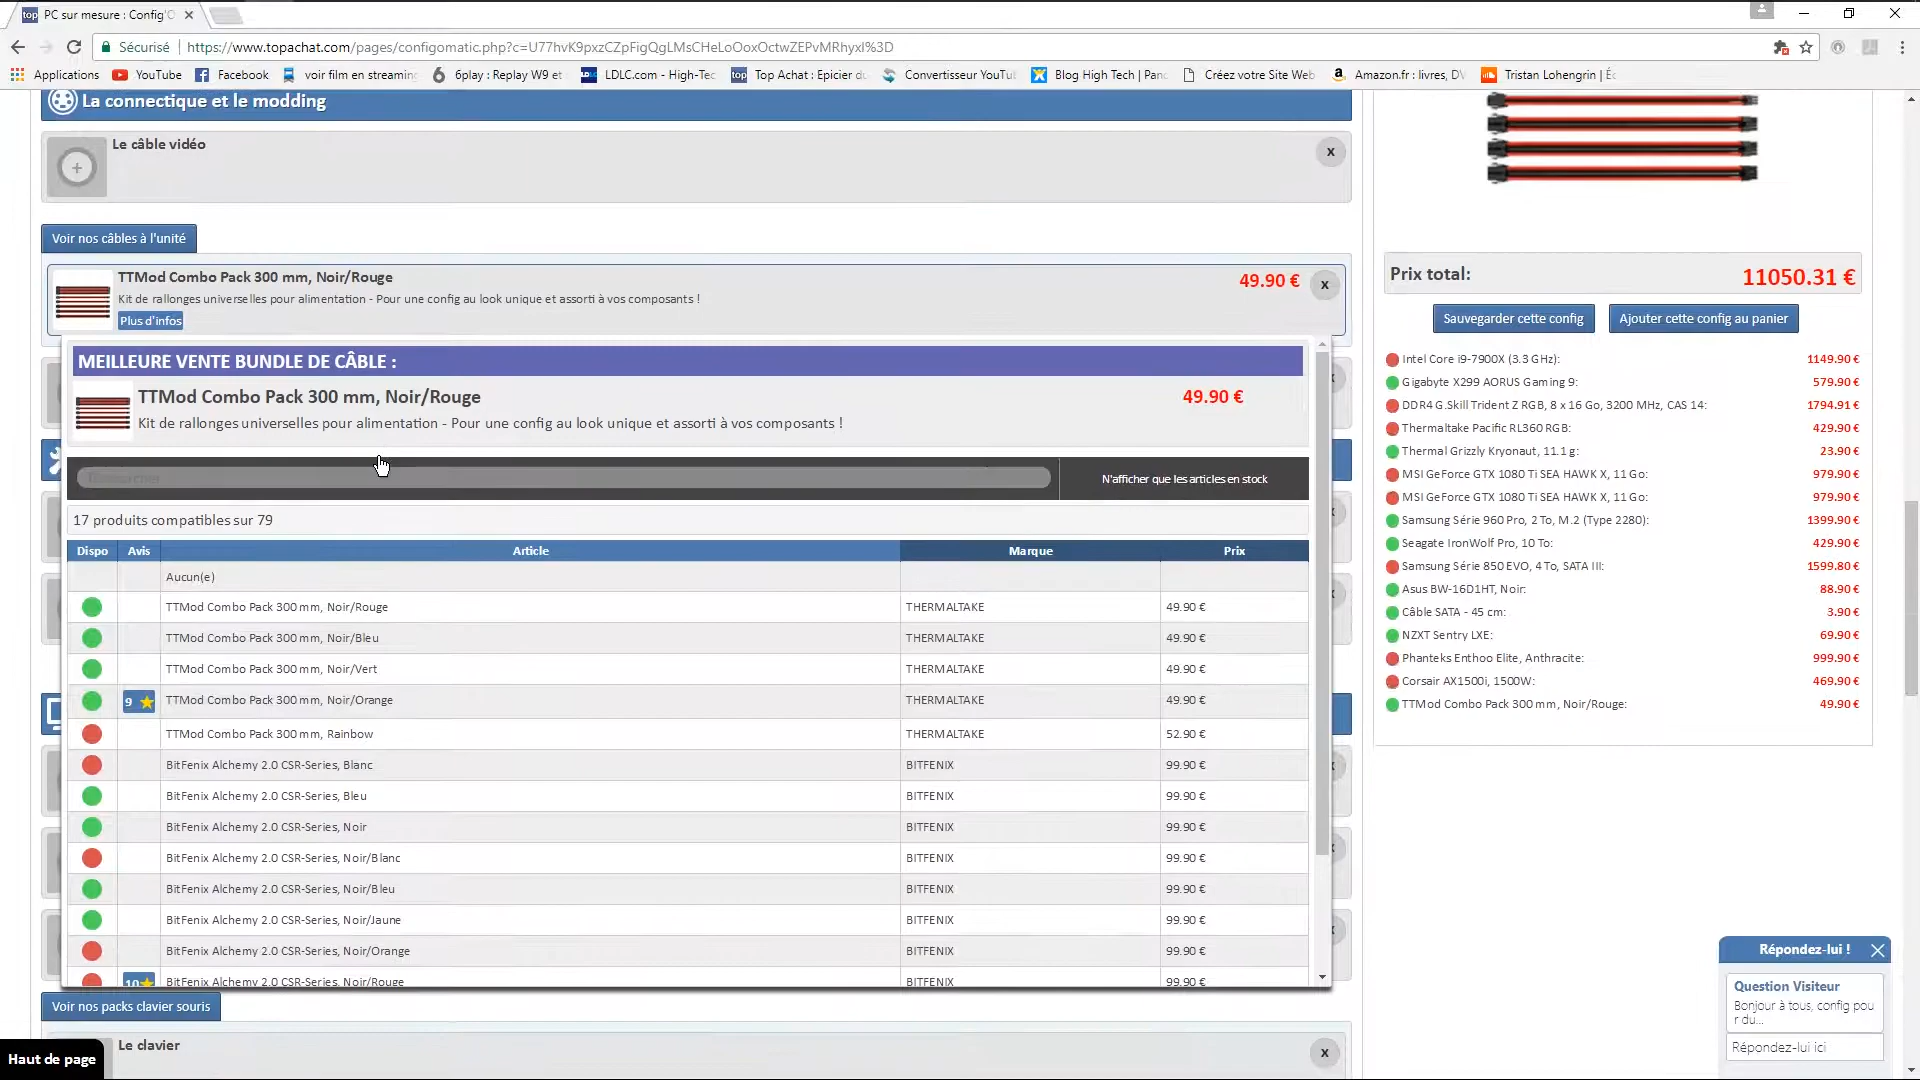 top PC sur mesure : Config'O
Sécurisé https://www.topachat.com/pages/configomatic.php?c=U77hvK9pxzCZpFigQgLMsCHeLoOoxOctwZEPvMRhyxI%3D
Applications YouTube Facebook voir film en streaming 6play : Replay W9 et LDLC.com - High-Tec Top Achat : Epicier du Convertisseur YouTu Blog High Tech | Pano Créez votre Site Web Amazon.fr : livres, DV Tristan Lohengrin | Éc
La connectique et le modding
Le câble vidéo
x
Voir nos câbles à l'unité
TTMod Combo Pack 300 mm, Noir/Rouge 49.90 € x
Kit de rallonges universelles pour alimentation - Pour une config au look unique et assorti à vos composants !
Plus d'infos
MEILLEURE VENTE BUNDLE DE CÂBLE :
TTMod Combo Pack 300 mm, Noir/Rouge 49.90 €
Kit de rallonges universelles pour alimentation - Pour une config au look unique et assorti à vos composants !
N'afficher que les articles en stock
17 produits compatibles sur 79
Dispo Avis Article Marque Prix
Aucun(e)
TTMod Combo Pack 300 mm, Noir/Rouge THERMALTAKE 49.90 €
TTMod Combo Pack 300 mm, Noir/Bleu THERMALTAKE 49.90 €
TTMod Combo Pack 300 mm, Noir/Vert THERMALTAKE 49.90 €
9 TTMod Combo Pack 300 mm, Noir/Orange THERMALTAKE 49.90 €
TTMod Combo Pack 300 mm, Rainbow THERMALTAKE 52.90 €
BitFenix Alchemy 2.0 CSR-Series, Blanc BITFENIX 99.90 €
BitFenix Alchemy 2.0 CSR-Series, Bleu BITFENIX 99.90 €
BitFenix Alchemy 2.0 CSR-Series, Noir BITFENIX 99.90 €
BitFenix Alchemy 2.0 CSR-Series, Noir/Blanc BITFENIX 99.90 €
BitFenix Alchemy 2.0 CSR-Series, Noir/Bleu BITFENIX 99.90 €
BitFenix Alchemy 2.0 CSR-Series, Noir/Jaune BITFENIX 99.90 €
BitFenix Alchemy 2.0 CSR-Series, Noir/Orange BITFENIX 99.90 €
10 BitFenix Alchemy 2.0 CSR-Series, Noir/Rouge BITFENIX 99.90 €
Voir nos packs clavier souris
Le clavier
x
Haut de page
Prix total: 11050.31 €
Sauvegarder cette config Ajouter cette config au panier
Intel Core i9-7900X (3.3 GHz): 1149.90 €
Gigabyte X299 AORUS Gaming 9: 579.90 €
DDR4 G.Skill Trident Z RGB, 8 x 16 Go, 3200 MHz, CAS 14: 1794.91 €
Thermaltake Pacific RL360 RGB: 429.90 €
Thermal Grizzly Kryonaut, 11.1 g: 23.90 €
MSI GeForce GTX 1080 Ti SEA HAWK X, 11 Go: 979.90 €
MSI GeForce GTX 1080 Ti SEA HAWK X, 11 Go: 979.90 €
Samsung Série 960 Pro, 2 To, M.2 (Type 2280): 1399.90 €
Seagate IronWolf Pro, 10 To: 429.90 €
Samsung Série 850 EVO, 4 To, SATA III: 1599.80 €
Asus BW-16D1HT, Noir: 88.90 €
Câble SATA - 45 cm: 3.90 €
NZXT Sentry LXE: 69.90 €
Phanteks Enthoo Elite, Anthracite: 999.90 €
Corsair AX1500i, 1500W: 469.90 €
TTMod Combo Pack 300 mm, Noir/Rouge: 49.90 €
Répondez-lui !
Question Visiteur
Bonjour à tous, config pou
r du...
Répondez-lui ici